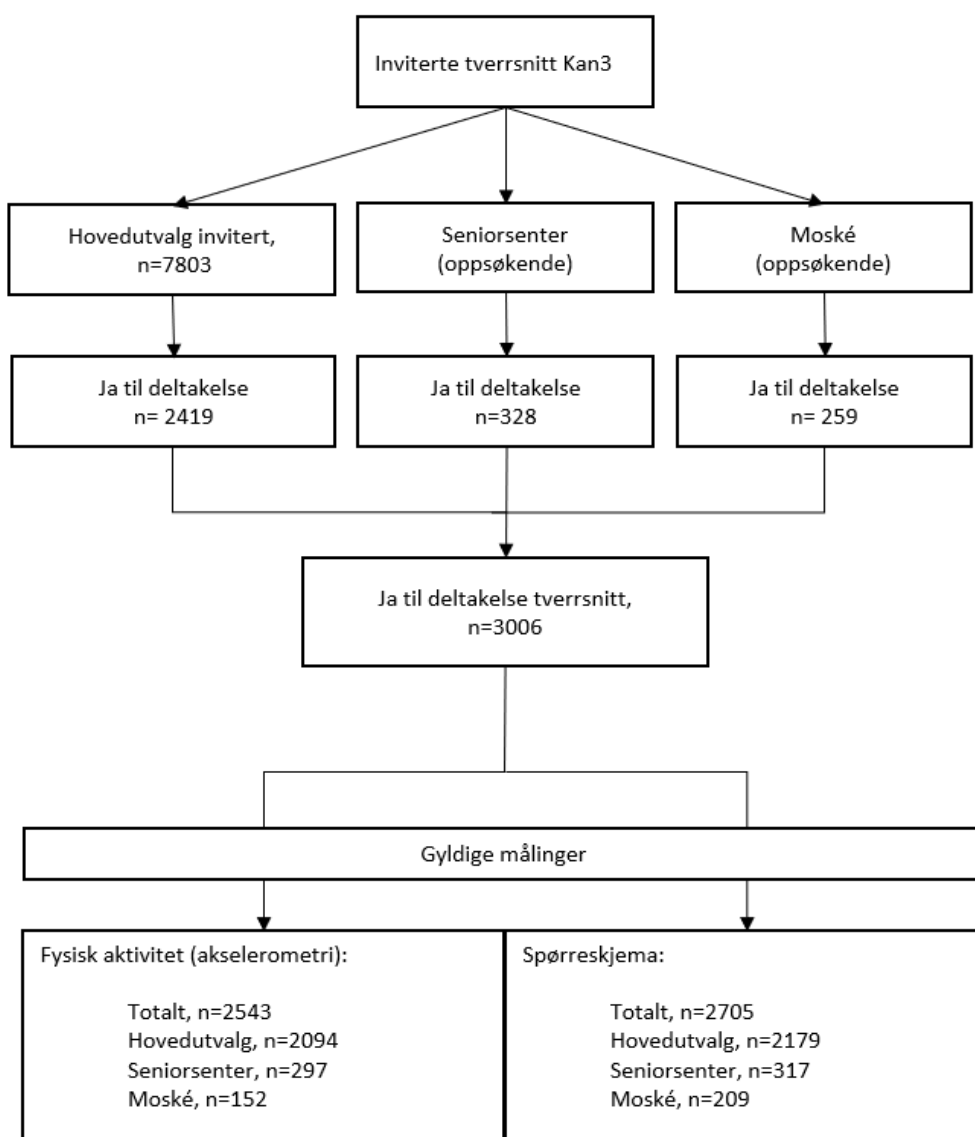 Inviterte tverrsnitt Kan3
Hovedutvalg invitert,
n=7803
Seniorsenter
(oppsøkende)
Moské
(oppsøkende)
Ja til deltakelse
n= 2419
Ja til deltakelse
n=328
Ja til deltakelse
n= 259
Ja til deltakelse tverrsnitt,
n=3006
Gyldige målinger
Fysisk aktivitet (akselerometri):
Totalt, n=2543
Hovedutvalg, n=2094
Seniorsenter, n=297
Moské, n=152
Spørreskjema:
Totalt, n=2705
Hovedutvalg, n=2179
Seniorsenter, n=317
Moské, n=209